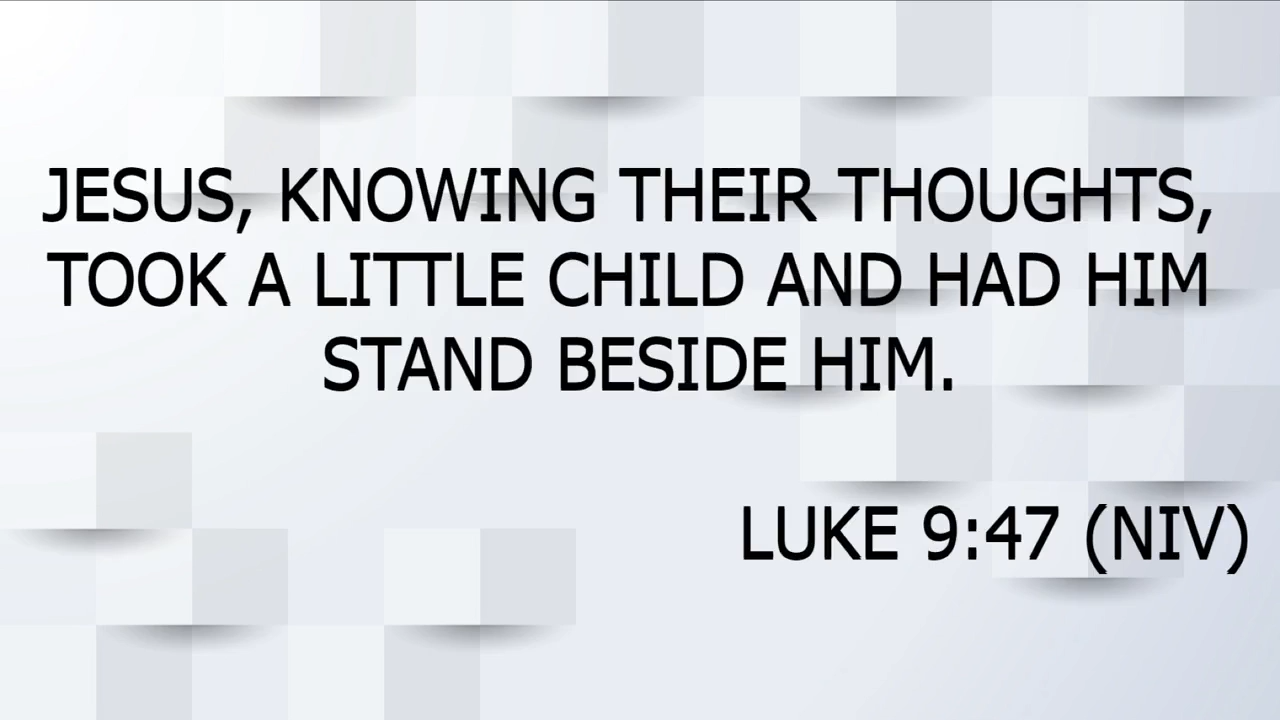 JESUS, KNOWING THEIR THOUGHTS,
TOOK A LITTLE CHILD AND HAD HIM
STAND BESIDE HIM.
LUKE 9:47 (NIV)